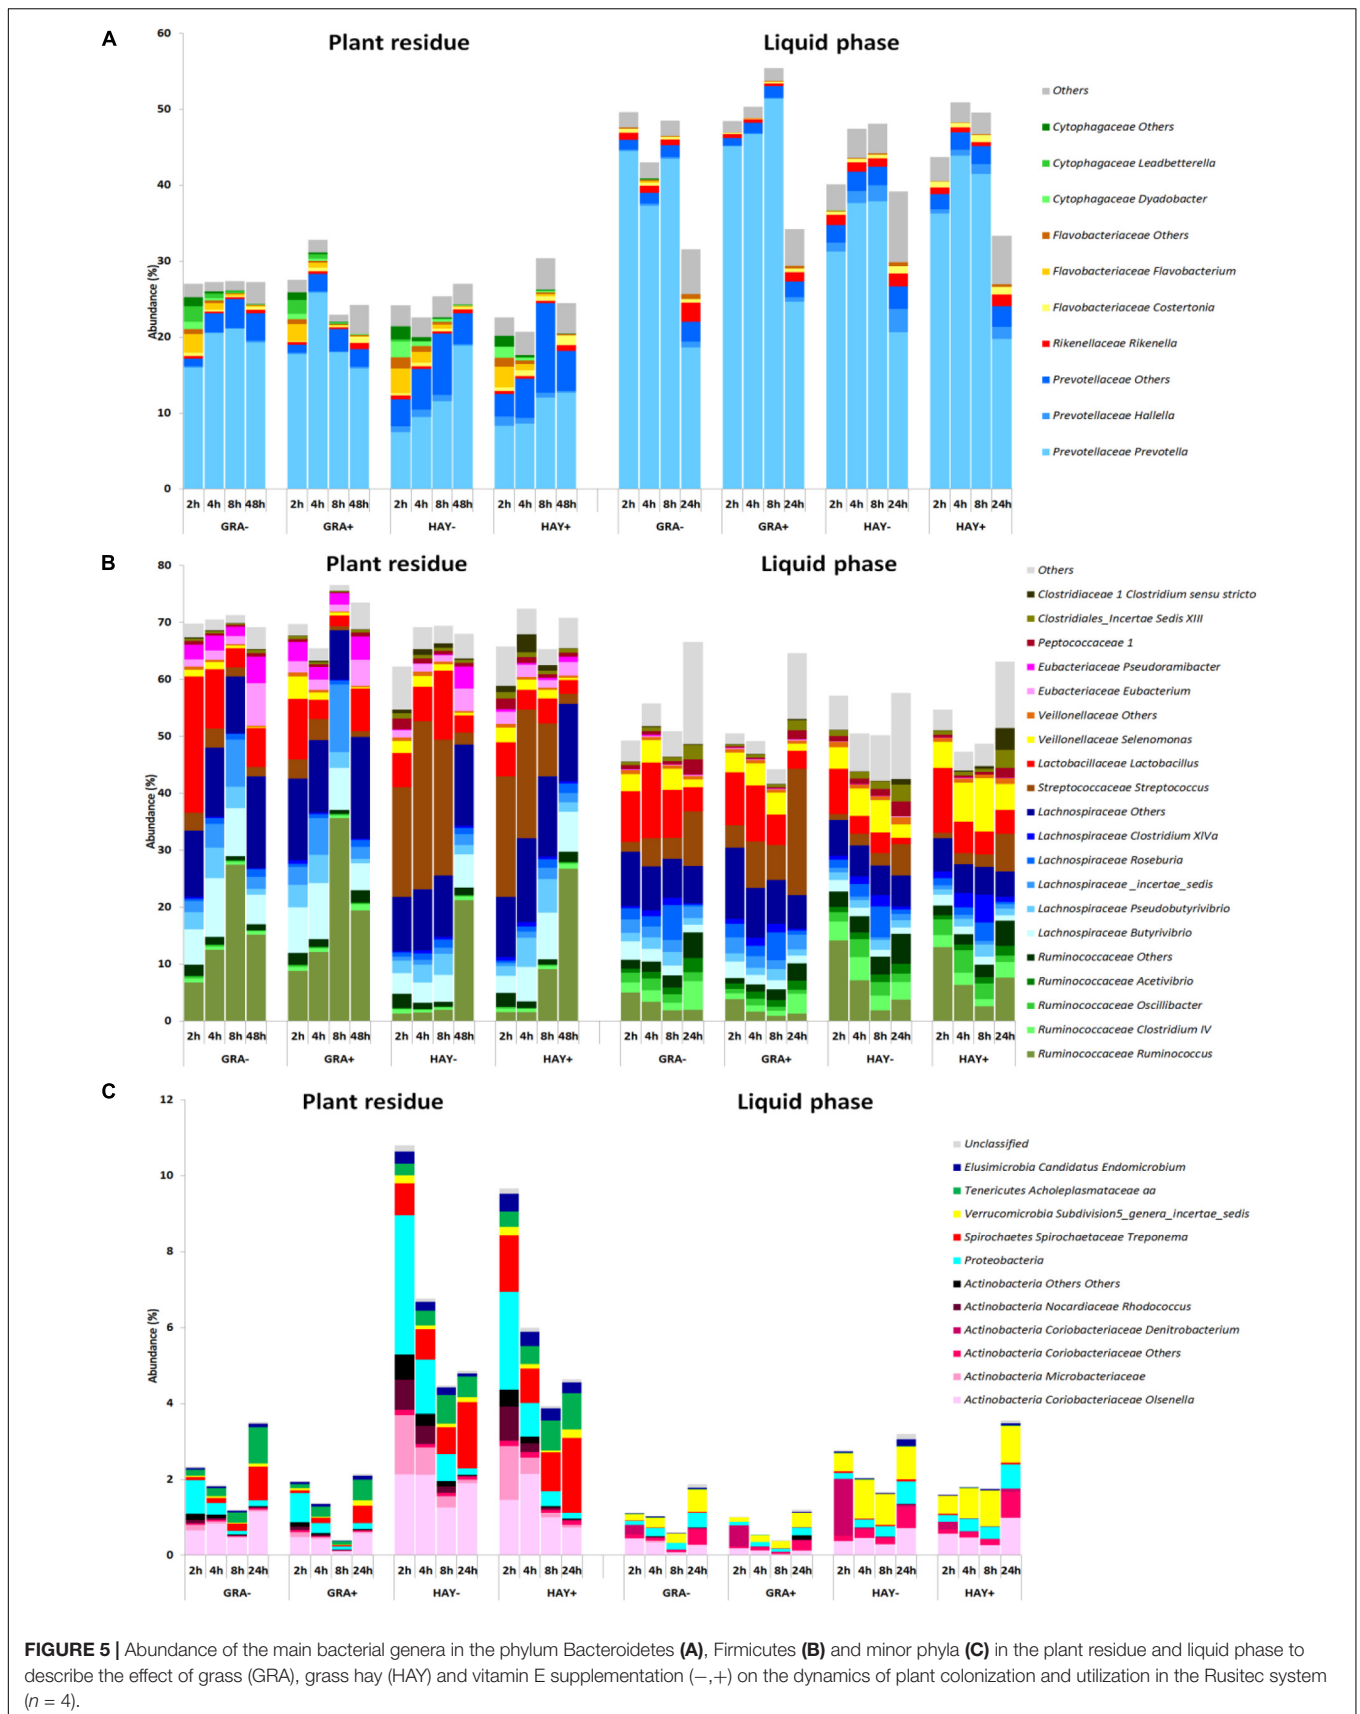 A
Plant residue
Liquid phase
60
50
40
30
20
10
0
Abundance (%)
Others
Cytophagaceae Others
Cytophagaceae Leadbetterella
Cytophagaceae Dyadobacter
Flavobacteriaceae Others
Flavobacteriaceae Flavobacterium
Flavobacteriaceae Costertonia
Rikenellaceae Rikenella
Prevotellaceae Others
Prevotellaceae Hallella
Prevotellaceae Prevotella
2h 4h 8h 48h 2h 4h 8h 48h 2h 4h 8h 48h 2h 4h 8h 48h 2h 4h 8h 24h 2h 4h 8h 24h 2h 4h 8h 24h 2h 4h 8h 24h
GRA- GRA+ HAY- HAY+ GRA- GRA+ HAY- HAY+
B
Plant residue
Liquid phase
80
70
60
50
40
30
20
10
0
Abundance (%)
Others
Clostridiaceae 1 Clostridium sensu stricto
Clostridiales_Incertae Sedis XIII
Peptococcaceae 1
Eubacteriaceae Pseudoramibacter
Eubacteriaceae Eubacterium
Veillonellaceae Others
Veillonellaceae Selenomonas
Lactobacillaceae Lactobacillus
Streptococcaceae Streptococcus
Lachnospiraceae Others
Lachnospiraceae Clostridium XIVa
Lachnospiraceae Roseburia
Lachnospiraceae _incertae_sedis
Lachnospiraceae Pseudobutyrivibrio
Lachnospiraceae Butyrivibrio
Ruminococcaceae Others
Ruminococcaceae Acetivibrio
Ruminococcaceae Oscillibacter
Ruminococcaceae Clostridium IV
Ruminococcaceae Ruminococcus
2h 4h 8h 48h 2h 4h 8h 48h 2h 4h 8h 48h 2h 4h 8h 48h 2h 4h 8h 24h 2h 4h 8h 24h 2h 4h 8h 24h 2h 4h 8h 24h
GRA- GRA+ HAY- HAY+ GRA- GRA+ HAY- HAY+
C
Plant residue
Liquid phase
12
10
8
6
4
2
0
Abundance (%)
Unclassified
Elusimicrobia Candidatus Endomicrobium
Tenericutes Acholeplasmataceae aa
Verrucomicrobia Subdivision5_genera_incertae_sedis
Spirochaetes Spirochaetaceae Treponema
Proteobacteria
Actinobacteria Others Others
Actinobacteria Nocardiaceae Rhodococcus
Actinobacteria Coriobacteriaceae Denitrobacterium
Actinobacteria Coriobacteriaceae Others
Actinobacteria Microbacteriaceae
Actinobacteria Coriobacteriaceae Olsenella
2h 4h 8h 24h 2h 4h 8h 24h 2h 4h 8h 24h 2h 4h 8h 24h 2h 4h 8h 24h 2h 4h 8h 24h 2h 4h 8h 24h 2h 4h 8h 24h
GRA- GRA+ HAY- HAY+ GRA- GRA+ HAY- HAY+
FIGURE 5 | Abundance of the main bacterial genera in the phylum Bacteroidetes (A), Firmicutes (B) and minor phyla (C) in the plant residue and liquid phase to
describe the effect of grass (GRA), grass hay (HAY) and vitamin E supplementation (−,+) on the dynamics of plant colonization and utilization in the Rusitec system
(n = 4).